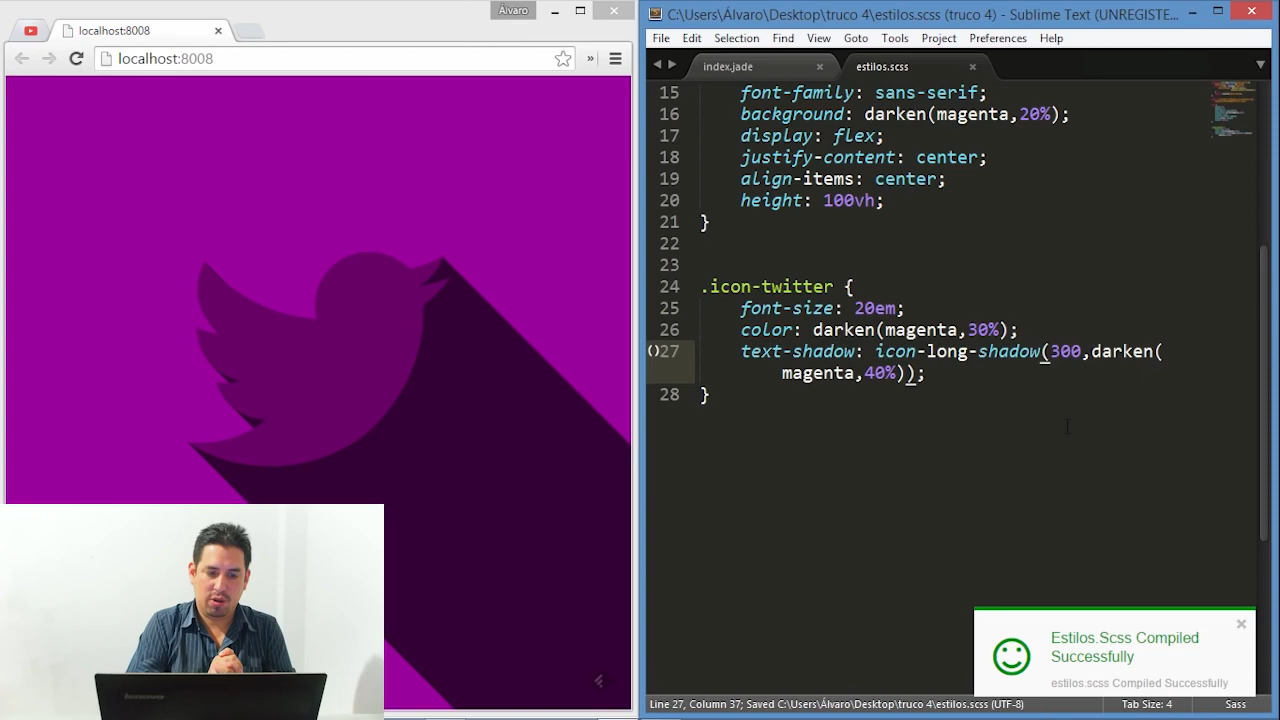 Álvaro
localhost:8008
localhost:8008
»
C:\Users\Álvaro\Desktop\truco 4\estilos.scss (truco 4) - Sublime Text (UNREGISTE...
File Edit Selection Find View Goto Tools Project Preferences Help
index.jade
estilos.scss
15 font-family: sans-serif;
16 background: darken(magenta,20%);
17 display: flex;
18 justify-content: center;
19 align-items: center;
20 height: 100vh;
21 }
22
23
24 .icon-twitter {
25 font-size: 20em;
26 color: darken(magenta,30%);
27 text-shadow: icon-long-shadow(300,darken(
magenta,40%));
28 }
Estilos.Scss Compiled
Successfully
estilos.scss Compiled Successfully
Line 27, Column 37; Saved C:\Users\Álvaro\Desktop\truco 4\estilos.scss (UTF-8)
Tab Size: 4
Sass